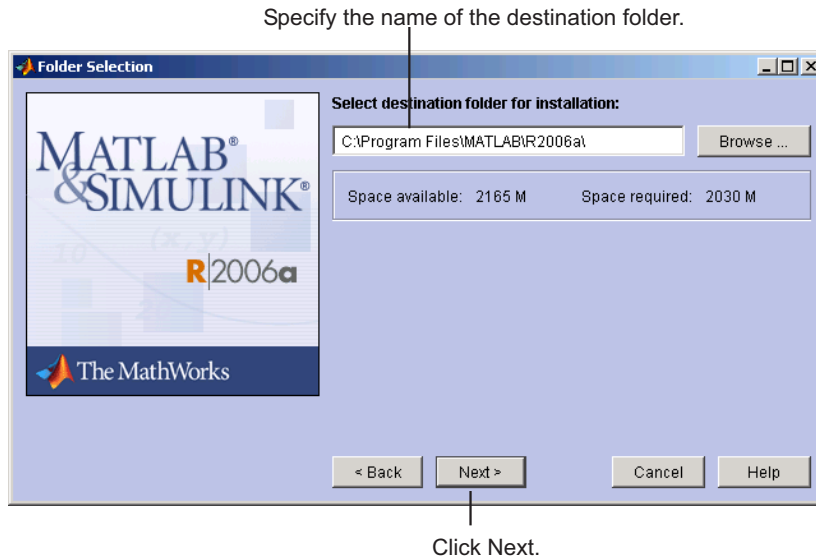 Specify the name of the destination folder.
Folder Selection
MATLAB®
&SIMULINK®
R2006a
The MathWorks
Select destination folder for installation:
C:\Program Files\MATLAB\R2006a\ Browse ...
Space available: 2165 M Space required: 2030 M
< Back Next > Cancel Help
Click Next.